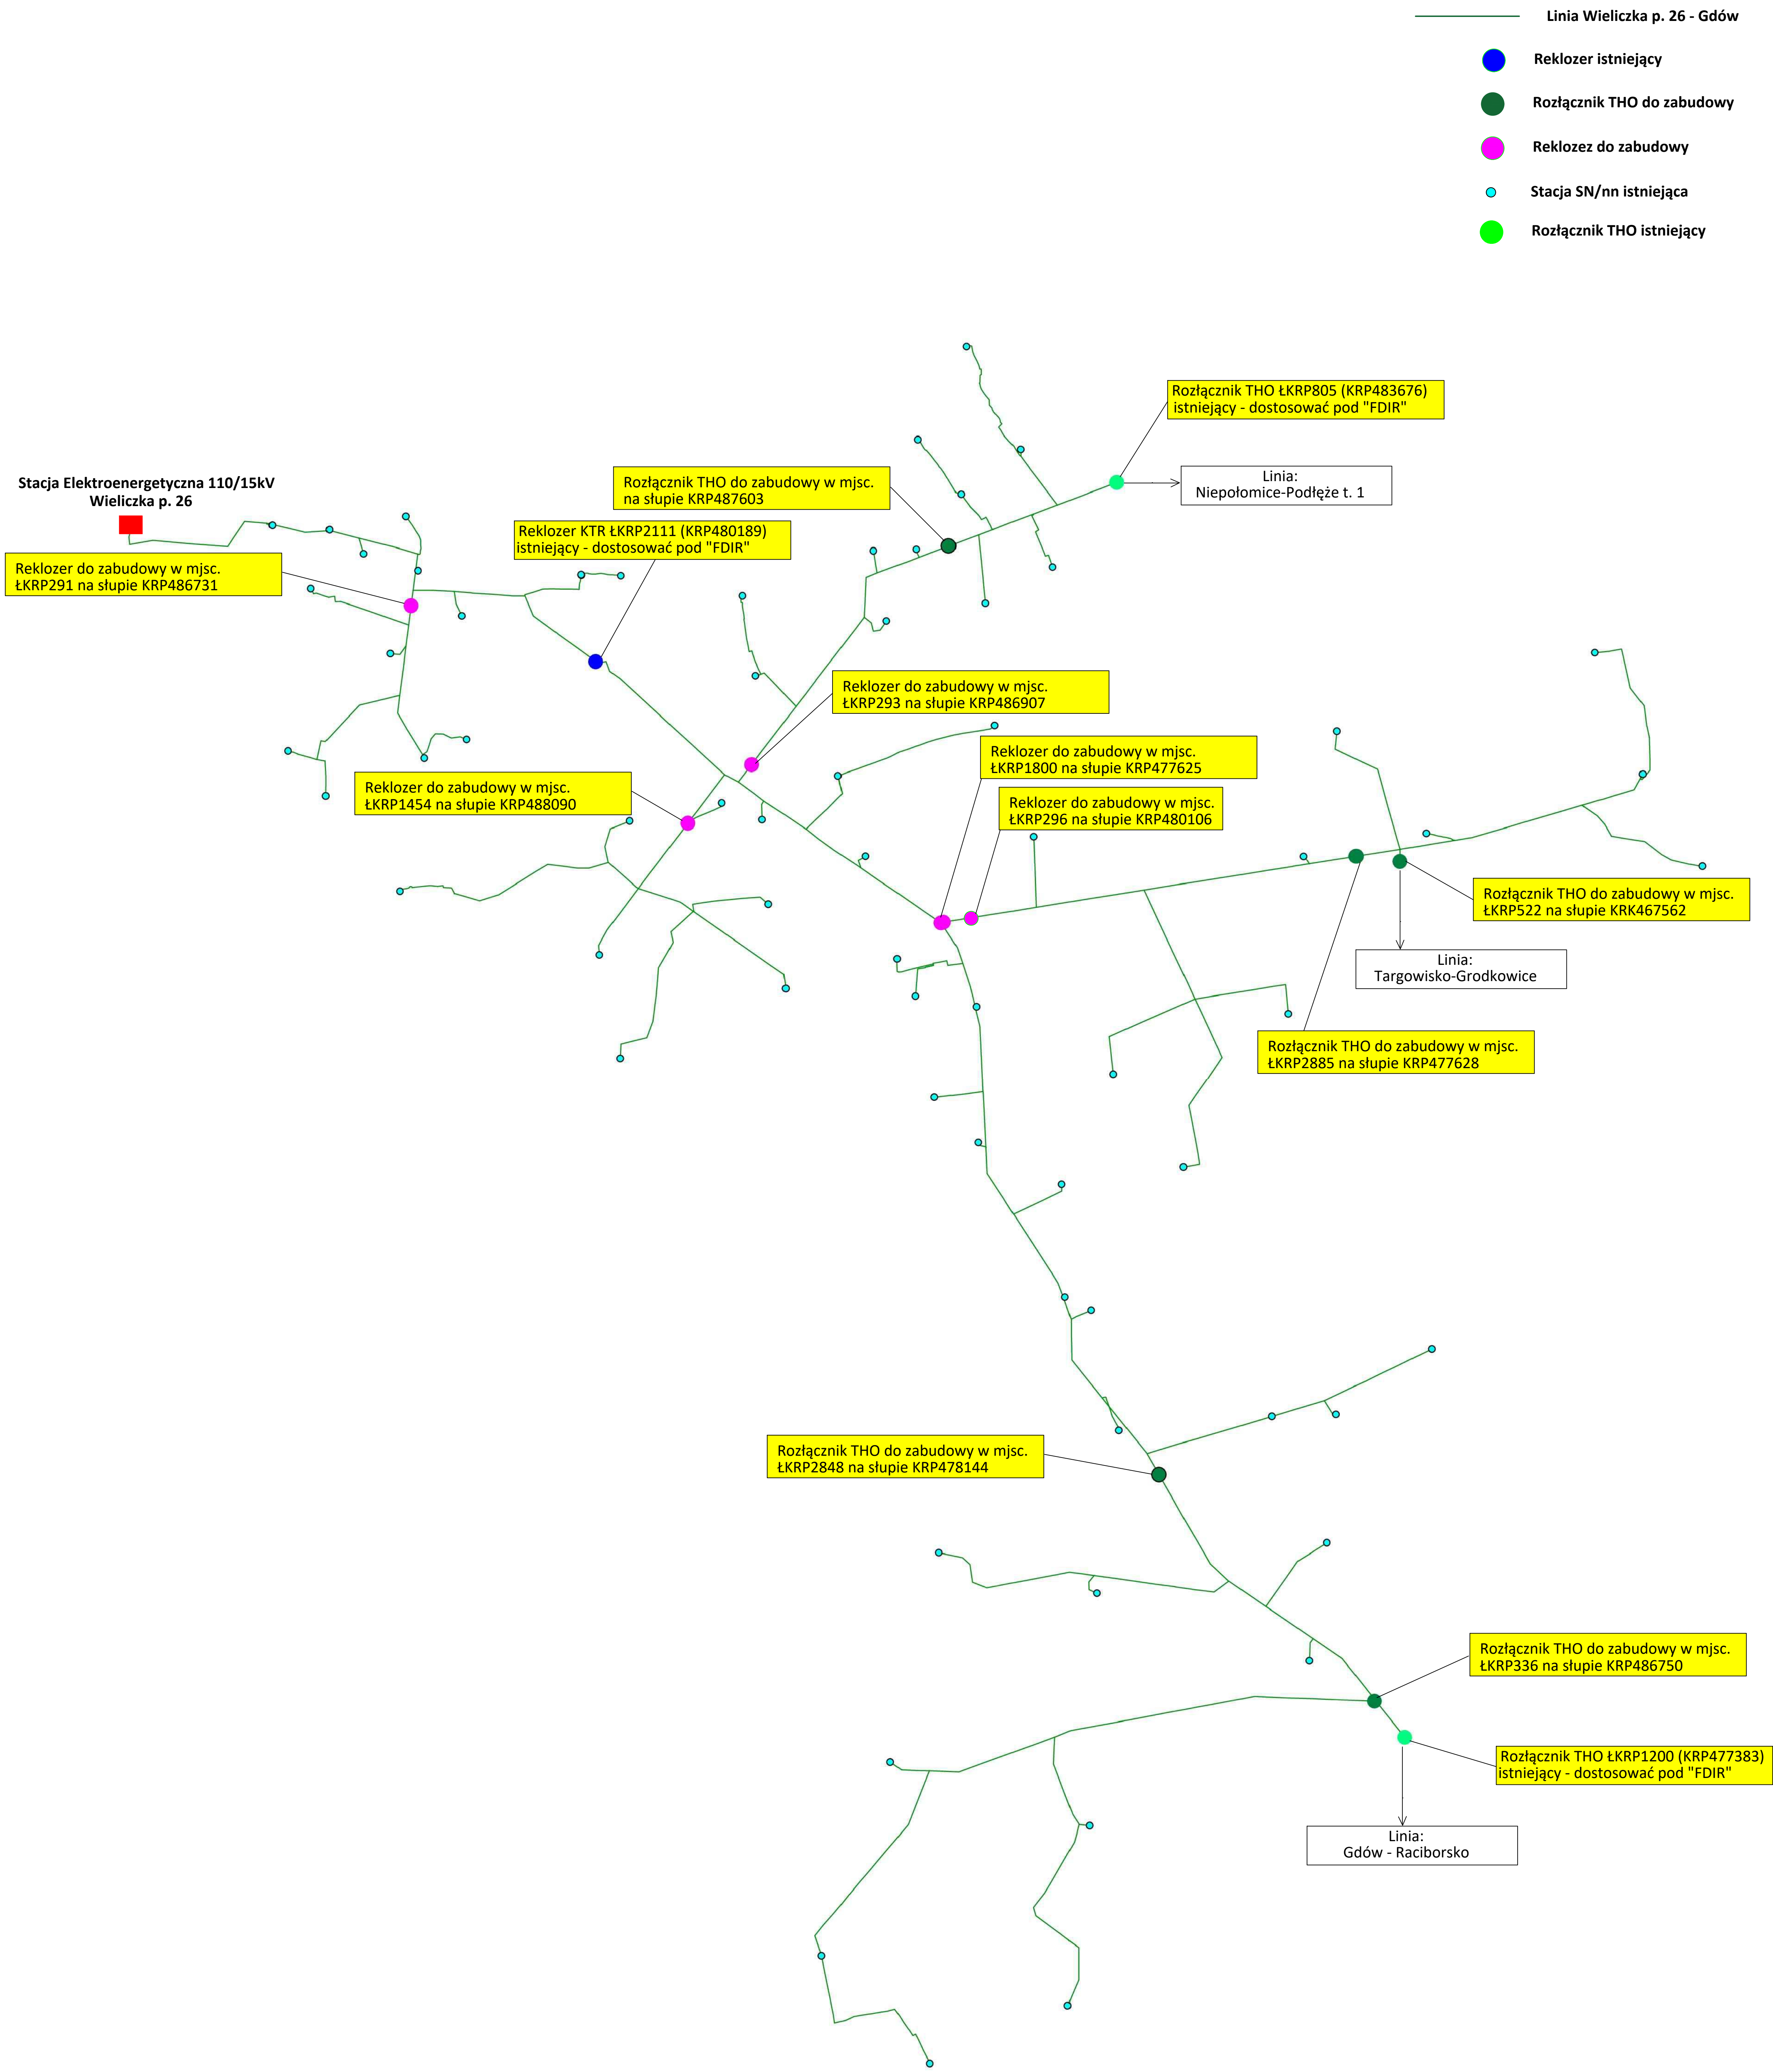 Linia Wieliczka p. 26 - Gdów
Reklozer istniejący
Rozłącznik THO do zabudowy
Reklozez do zabudowy
Stacja SN/nn istniejąca
Rozłącznik THO istniejący
Rozłącznik THO ŁKRP805 (KRP483676)
istniejący - dostosować pod "FDIR"
Linia:
Niepołomice-Podłęże t. 1
Rozłącznik THO do zabudowy w mjsc.
na słupie KRP487603
Stacja Elektroenergetyczna 110/15kV
Wieliczka p. 26
Reklozer KTR ŁKRP2111 (KRP480189)
istniejący - dostosować pod "FDIR"
Reklozer do zabudowy w mjsc.
ŁKRP291 na słupie KRP486731
Reklozer do zabudowy w mjsc.
ŁKRP293 na słupie KRP486907
Reklozer do zabudowy w mjsc.
ŁKRP1800 na słupie KRP477625
Reklozer do zabudowy w mjsc.
ŁKRP1454 na słupie KRP488090
Reklozer do zabudowy w mjsc.
ŁKRP296 na słupie KRP480106
Rozłącznik THO do zabudowy w mjsc.
ŁKRP522 na słupie KRK467562
Linia:
Targowisko-Grodkowice
Rozłącznik THO do zabudowy w mjsc.
ŁKRP2885 na słupie KRP477628
Rozłącznik THO do zabudowy w mjsc.
ŁKRP2848 na słupie KRP478144
Rozłącznik THO do zabudowy w mjsc.
ŁKRP336 na słupie KRP486750
Rozłącznik THO ŁKRP1200 (KRP477383)
istniejący - dostosować pod "FDIR"
Linia:
Gdów - Raciborsko